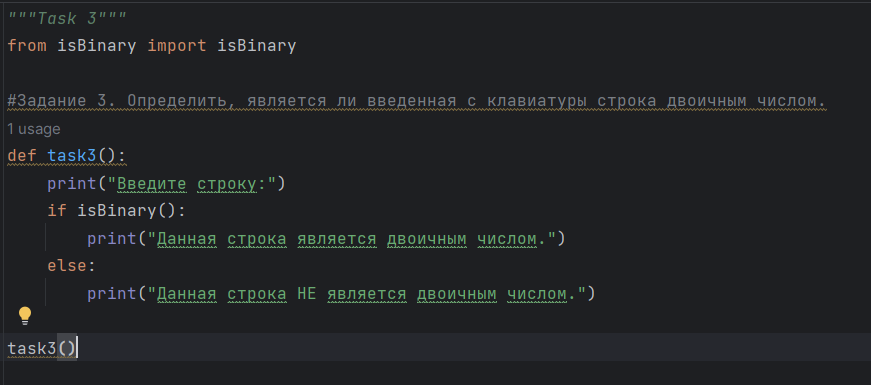 """Task 3"""
from isBinary import isBinary
#Задание 3. Определить, является ли введенная с клавиатуры строка двоичным числом.
1 usage
def task3():
print("Введите строку:")
if isBinary():
print("Данная строка является двоичным числом.")
else:
print("Данная строка НЕ является двоичным числом.")
task3()